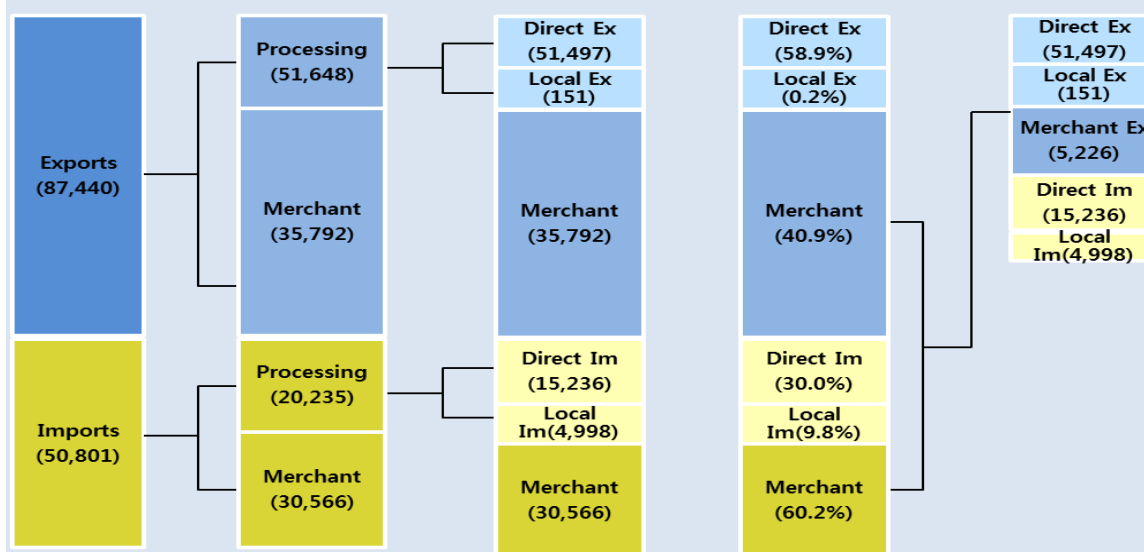 Exports
(87,440)
Imports
(50,801)
Processing
(51,648)
Merchant
(35,792)
Processing
(20,235)
Merchant
(30,566)
Direct Ex
(51,497)
Local Ex
(151)
Merchant
(35,792)
Direct Im
(15,236)
Local
Im(4,998)
Merchant
(30,566)
Direct Ex
(58.9%)
Local Ex
(0.2%)
Merchant
(40.9%)
Direct Im
(30.0%)
Local
Im(9.8%)
Merchant
(60.2%)
Direct Ex
(51,497)
Local Ex
(151)
Merchant Ex
(5,226)
Direct Im
(15,236)
Local
Im(4,998)